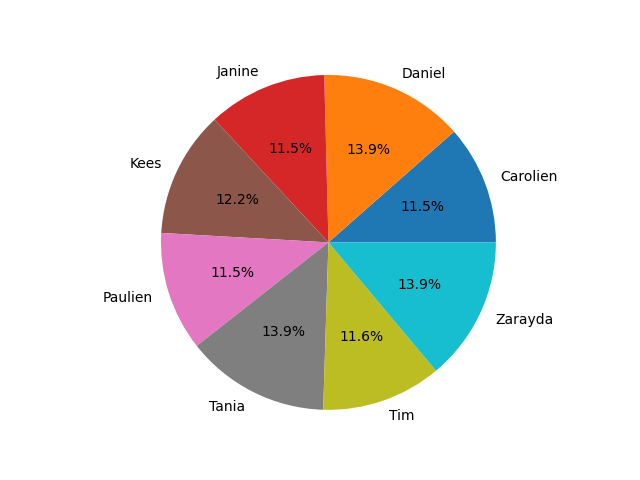 Janine
Daniel
11.5%
13.9%
Kees
Carolien
12.2%
11.5%
Paulien
11.5%
13.9%
Zarayda
13.9%
11.6%
Tania
Tim